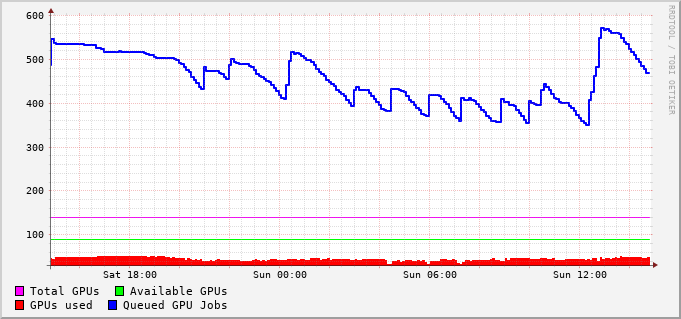 600
500
400
300
200
100
Sat 18:00 Sun 00:00 Sun 06:00 Sun 12:00
Total GPUs Available GPUs
GPUs used Queued GPU Jobs
RRDTOOL / TOBI OETIKER